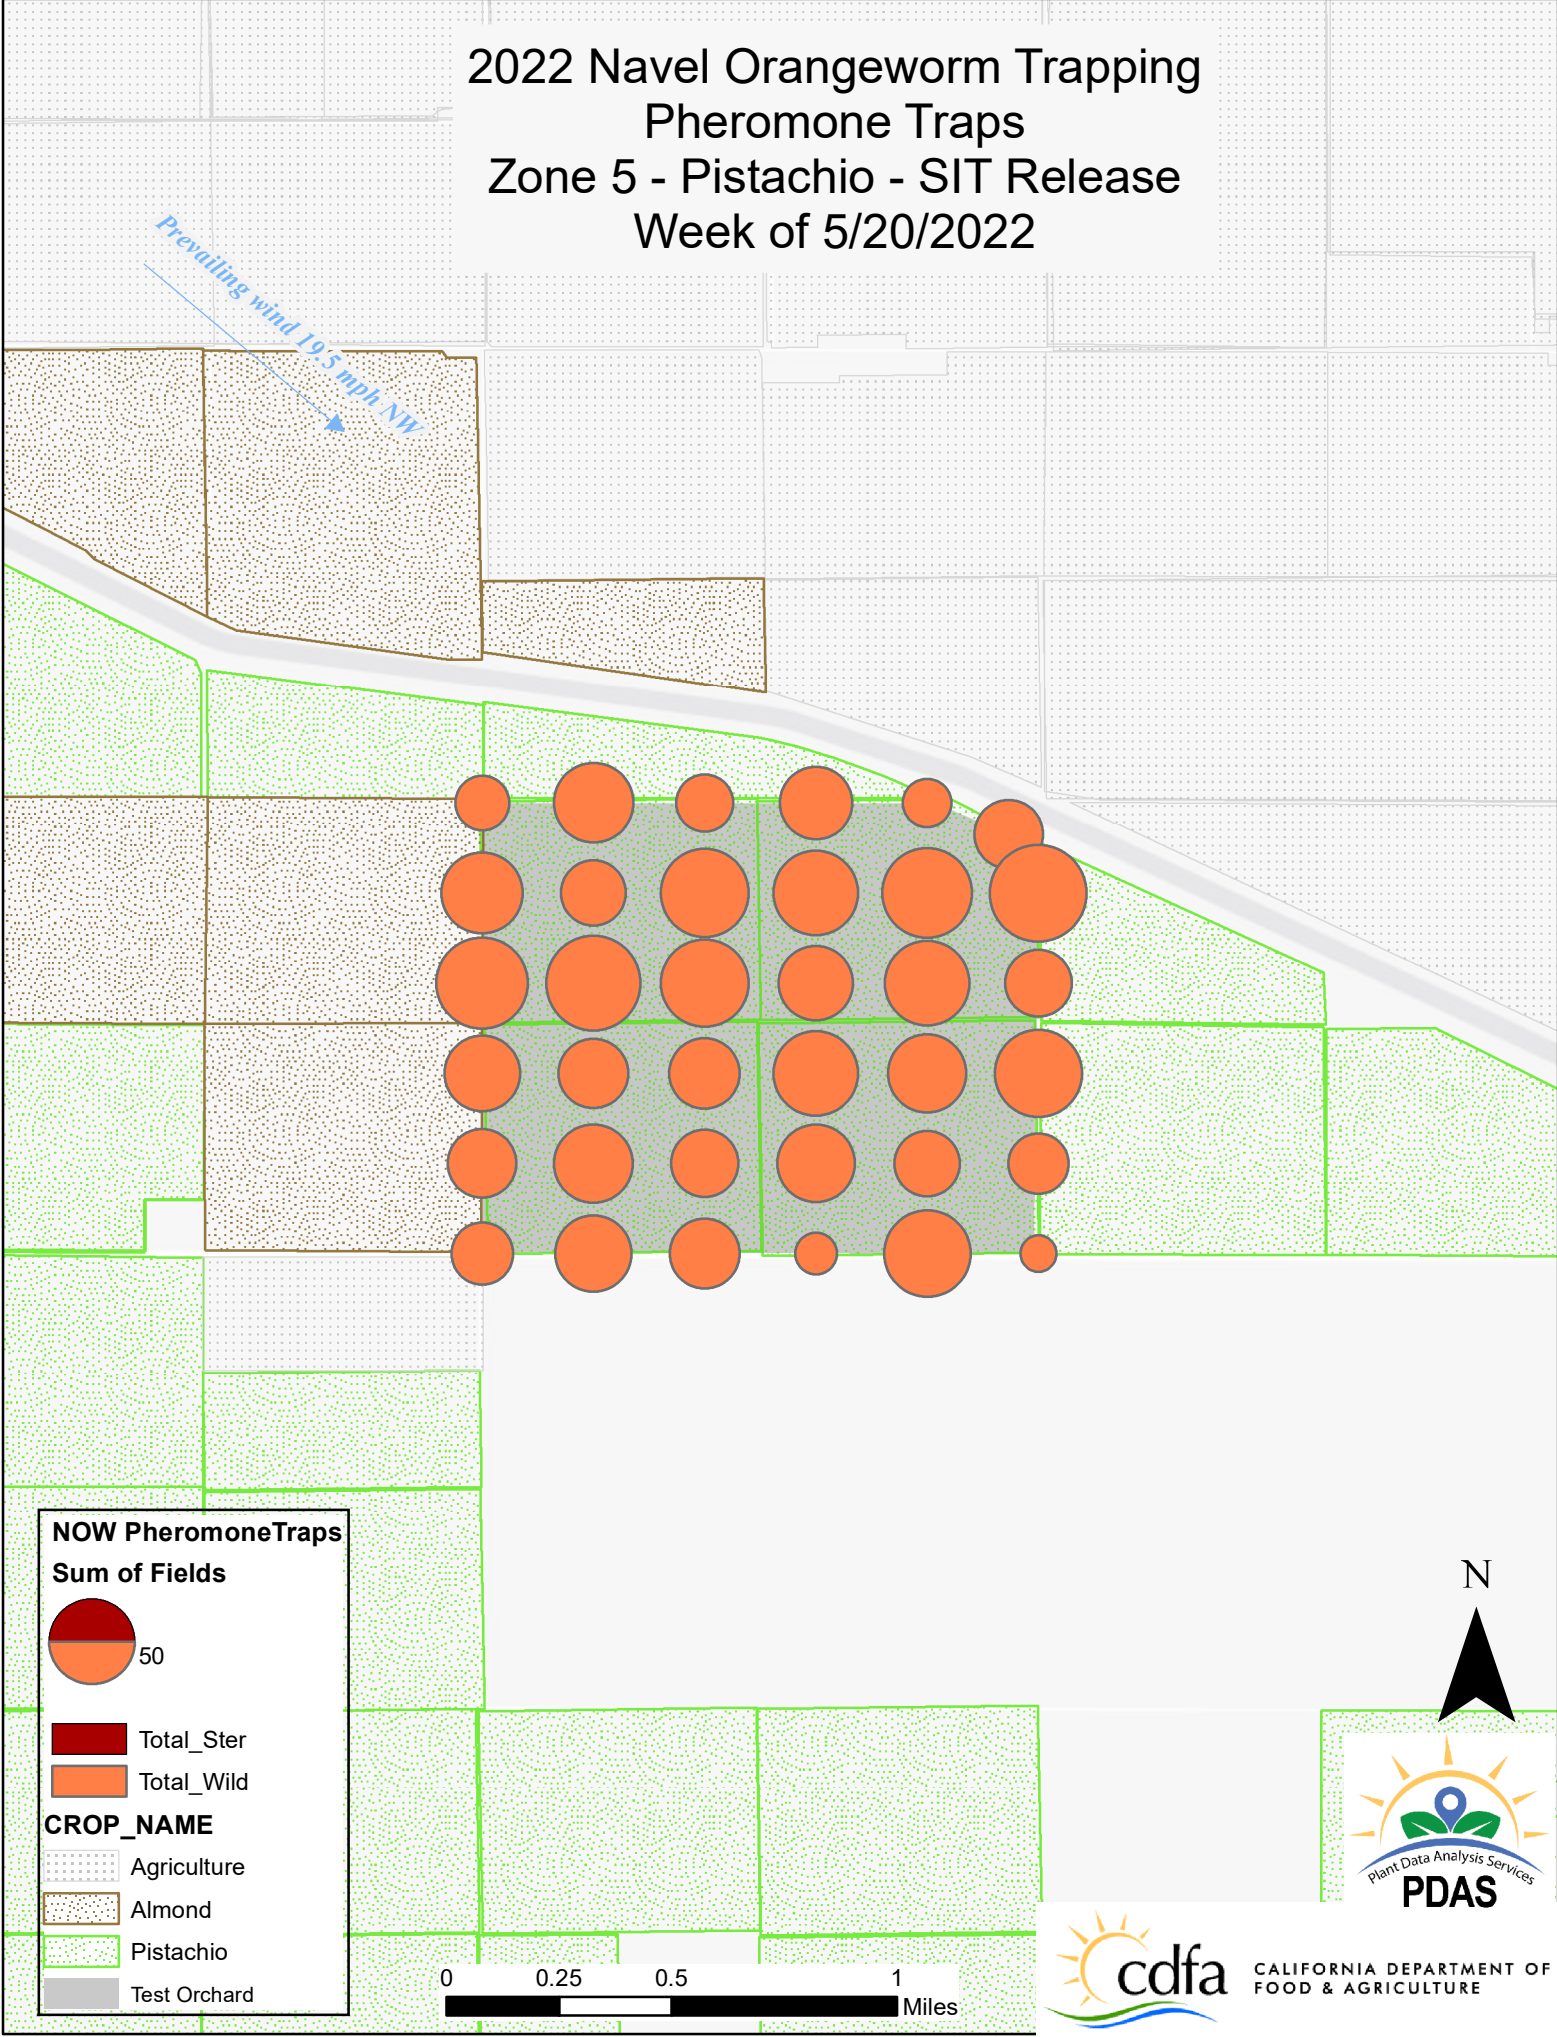 2022 Navel Orangeworm Trapping
Pheromone Traps
Zone 5 - Pistachio - SIT Release
Week of 5/20/2022
Prevailing wind 19.5 mph NW
NOW PheromoneTraps
Sum of Fields
50
Total_Ster
Total_Wild
CROP_NAME
Agriculture
Almond
Pistachio
Test Orchard
0 0.25 0.5 1
Miles
N
Plant Data Analysis Services
PDAS
cdfa
CALIFORNIA DEPARTMENT OF
FOOD & AGRICULTURE